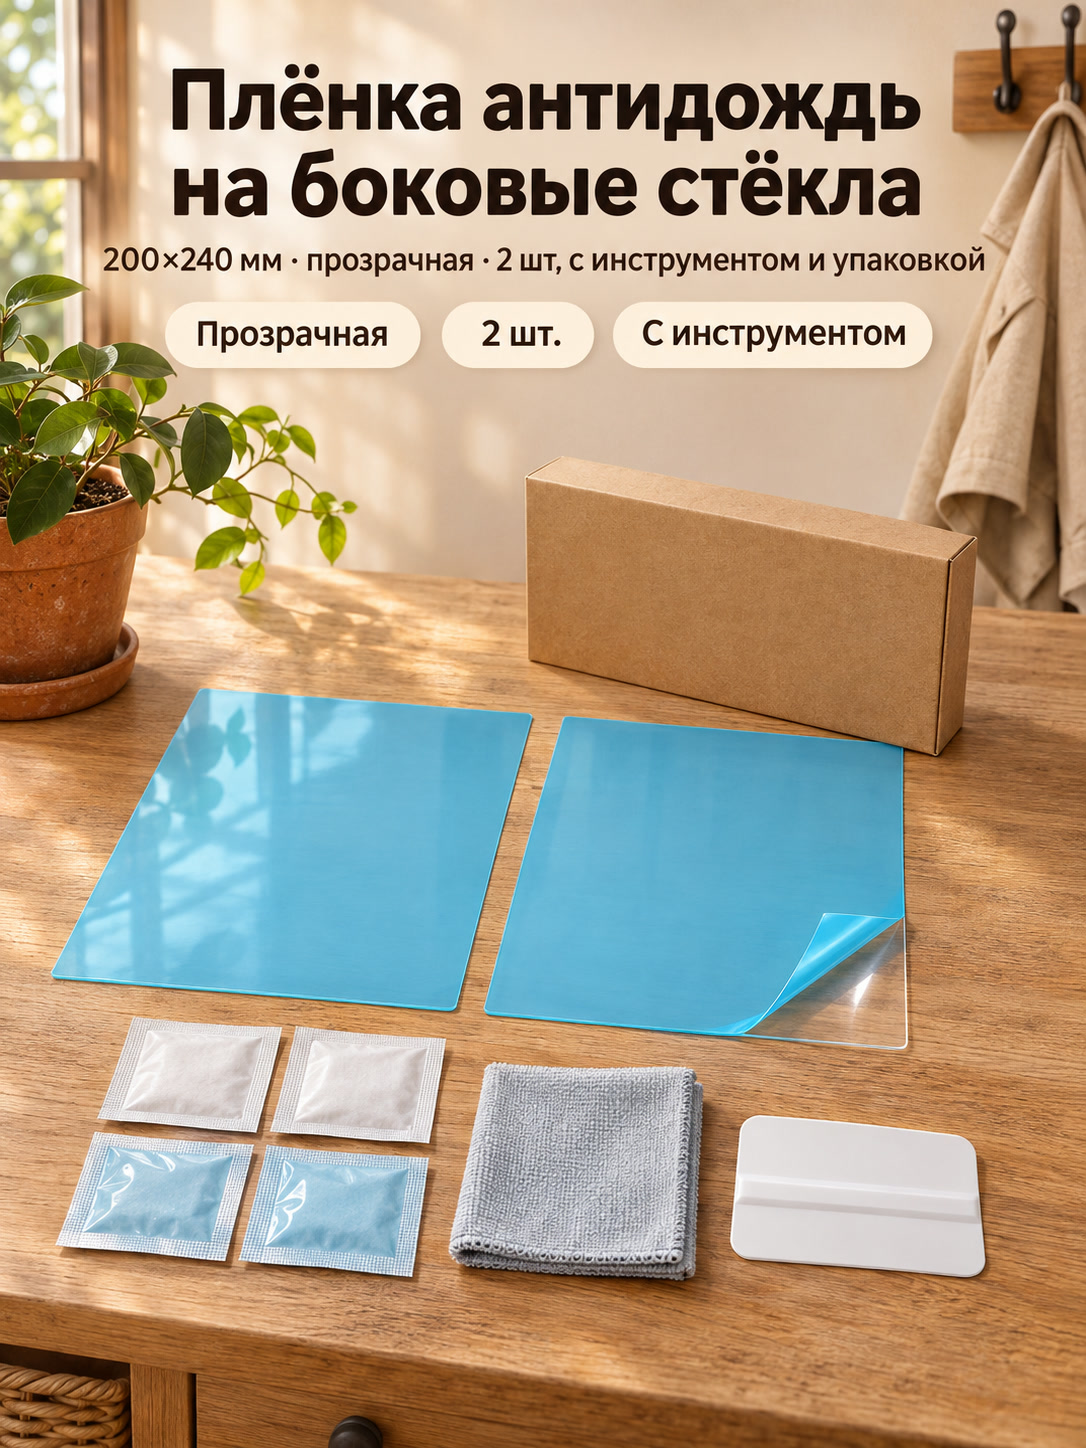 Плёнка антидождь
на боковые стёкла
200×240 мм · прозрачная · 2 шт, с инструментом и упаковкой
Прозрачная
2 шт.
С инструментом